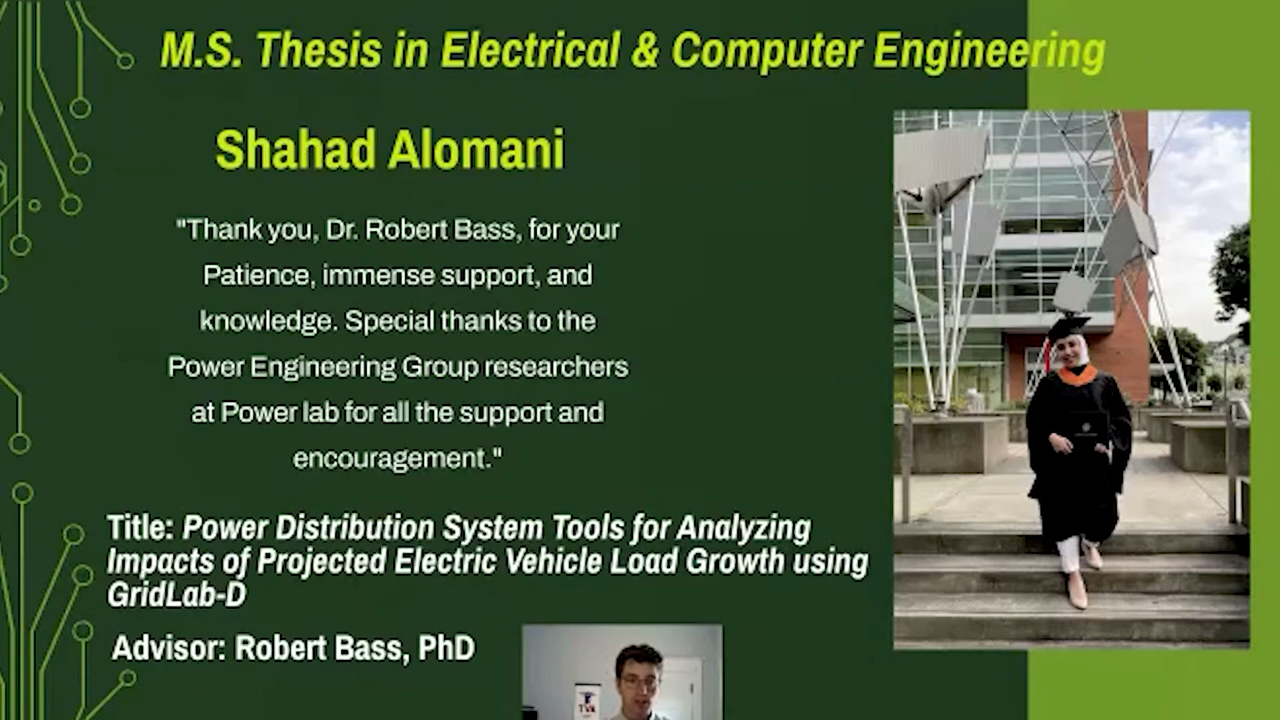 M.S. Thesis in Electrical & Computer Engineering
Shahad Alomani
"Thank you, Dr. Robert Bass, for your
Patience, immense support, and
knowledge. Special thanks to the
Power Engineering Group researchers
at Power lab for all the support and
encouragement."
Title: Power Distribution System Tools for Analyzing
Impacts of Projected Electric Vehicle Load Growth using
GridLab-D
Advisor: Robert Bass, PhD
TVA